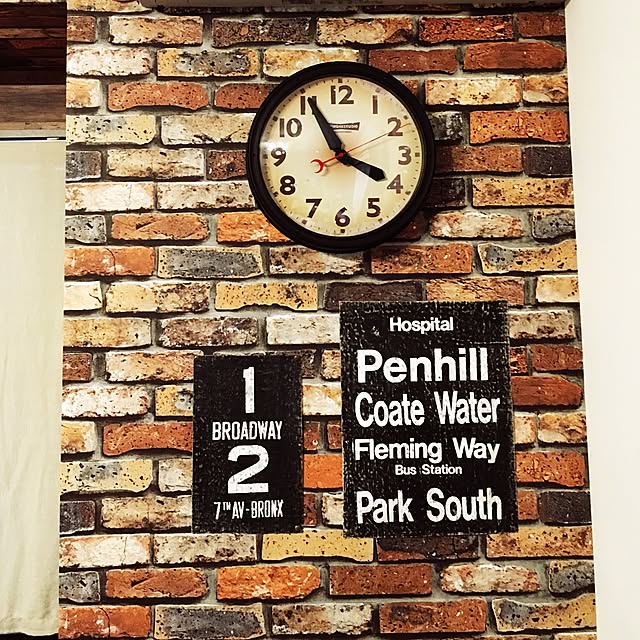 12
1
2
3
4
5
6
7
8
9
10
11
Hospital
Penhill
Coate Water
Fleming Way
Bus Station
Park South
1
BROADWAY
2
7TH AV-BRONX